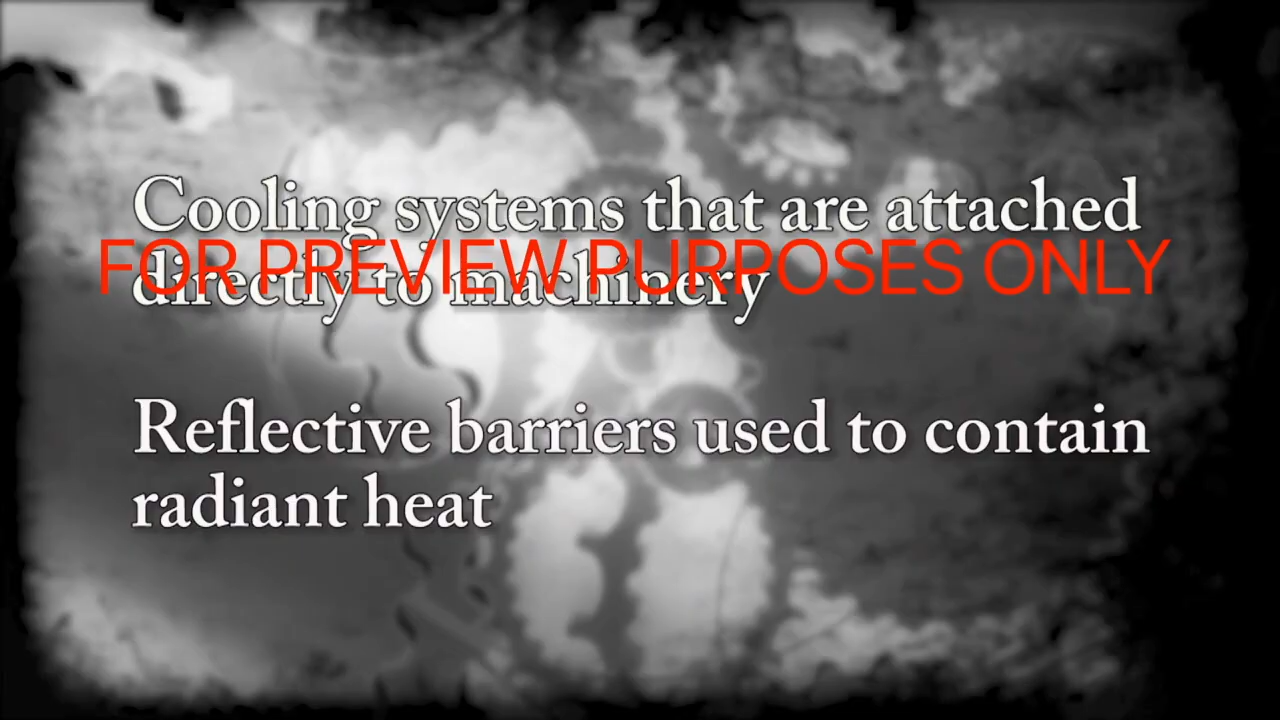 Cooling systems that are attached
FOR PREVIEW PURPOSES ONLY
directly to machinery
Reflective barriers used to contain
radiant heat